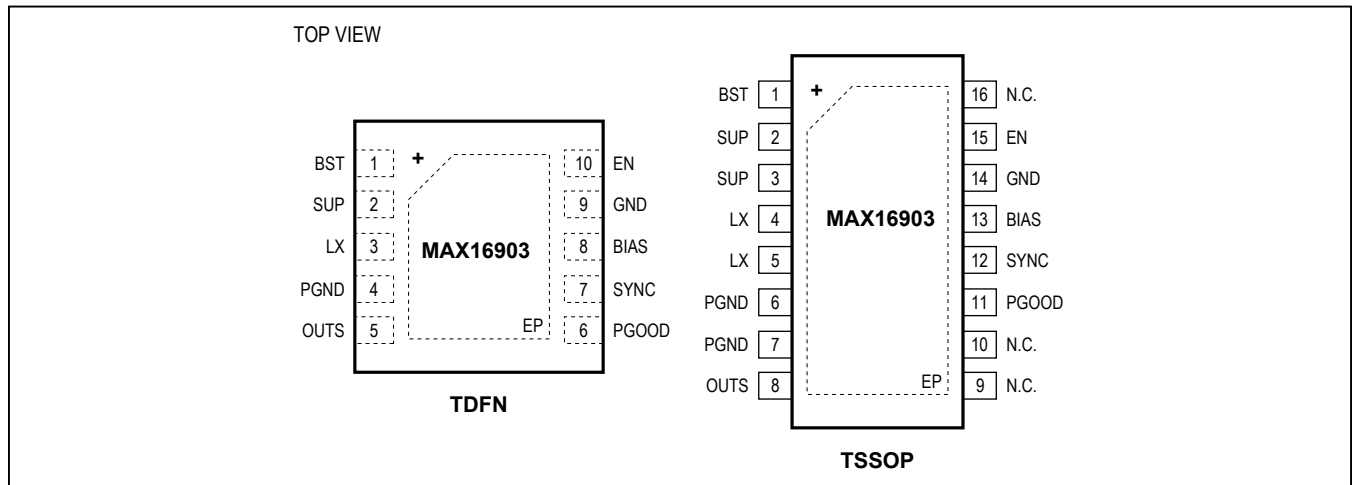 TOP VIEW
BST 1 + 10 EN
SUP 2 9 GND
LX 3 MAX16903 8 BIAS
PGND 4 7 SYNC
OUTS 5 EP 6 PGOOD
TDFN
BST 1 + 16 N.C.
SUP 2 15 EN
SUP 3 14 GND
LX 4 MAX16903 13 BIAS
LX 5 12 SYNC
PGND 6 11 PGOOD
PGND 7 10 N.C.
OUTS 8 EP 9 N.C.
TSSOP